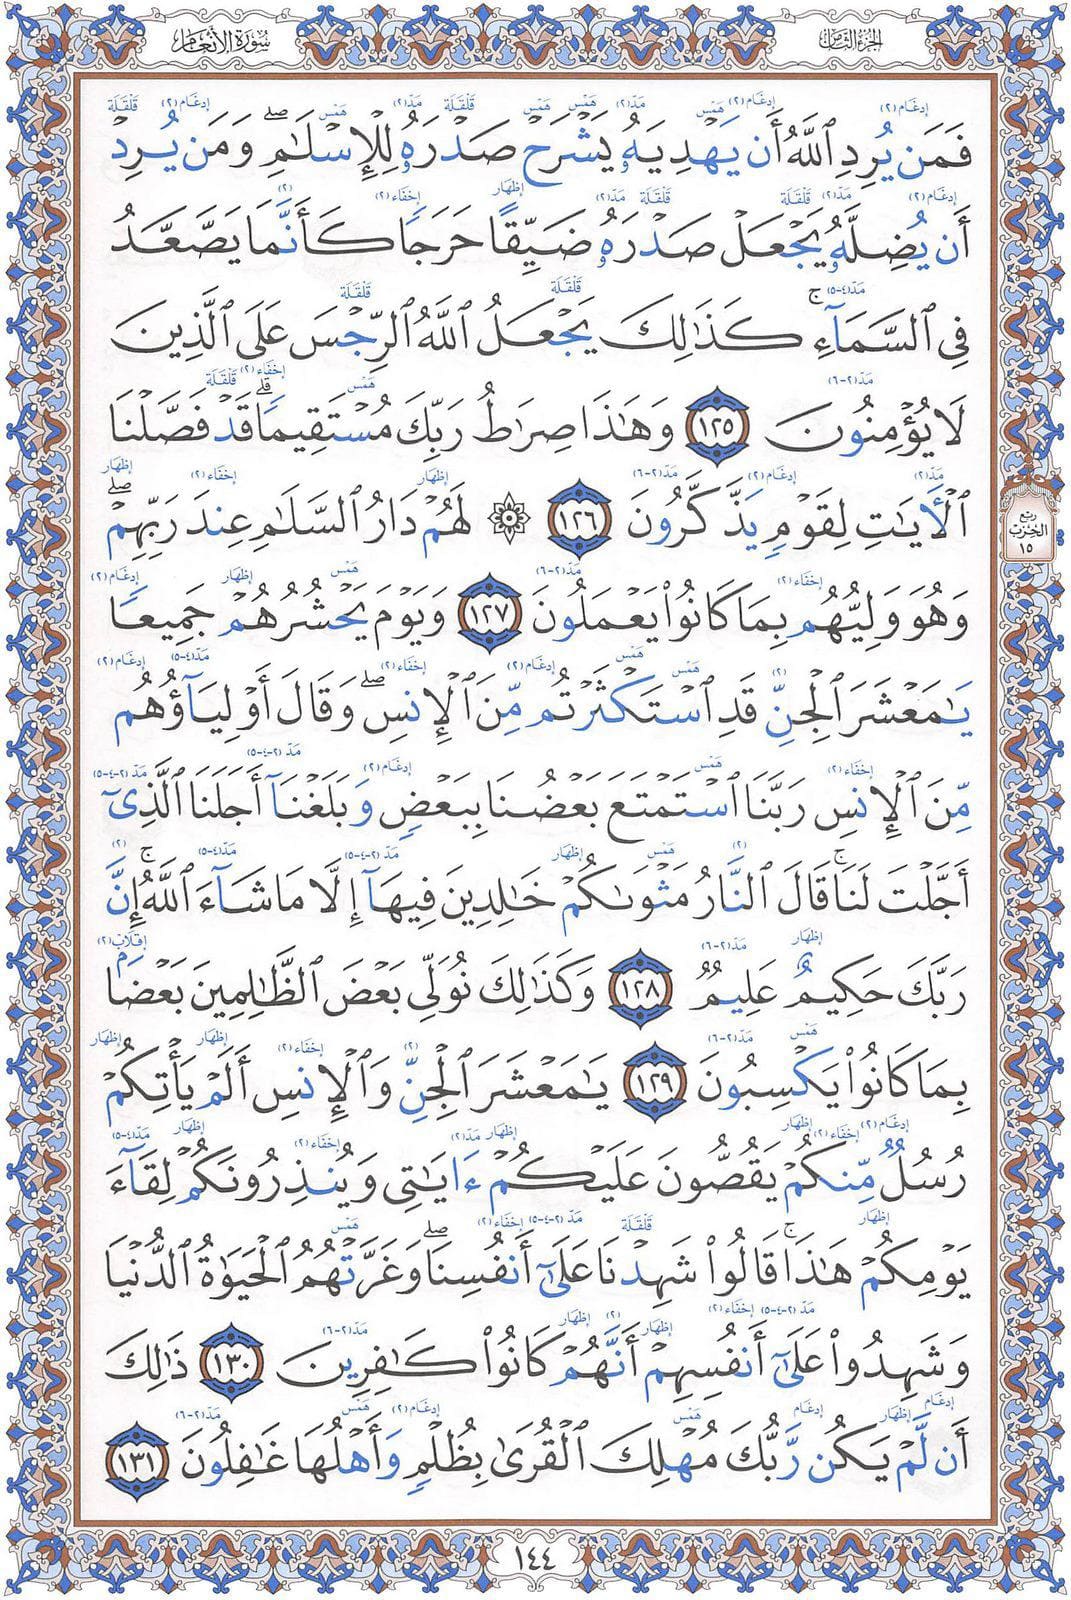 الجزء الثامن
سورة الأنعام
فَمَن يُرِدِ ٱللَّهُ أَن يَهْدِيَهُۥ يَشْرَحْ صَدْرَهُۥ لِلْإِسْلَٰمِ ۖ وَمَن يُرِدْ
أَن يُضِلَّهُۥ يَجْعَلْ صَدْرَهُۥ ضَيِّقًا حَرَجًا كَأَنَّمَا يَصَّعَّدُ
فِى ٱلسَّمَآءِ ۚ كَذَٰلِكَ يَجْعَلُ ٱللَّهُ ٱلرِّجْسَ عَلَى ٱلَّذِينَ
لَا يُؤْمِنُونَ ١٢٥ وَهَٰذَا صِرَٰطُ رَبِّكَ مُسْتَقِيمًا ۗ قَدْ فَصَّلْنَا
ٱلْأَيَٰتِ لِقَوْمٍ يَذَّكَّرُونَ ١٢٦ ۞ لَهُمْ دَارُ ٱلسَّلَٰمِ عِندَ رَبِّهِمْ ۖ
ربع الحزب ١٥
وَهُوَ وَلِيُّهُم بِمَا كَانُوا۟ يَعْمَلُونَ ١٢٧ وَيَوْمَ يَحْشُرُهُمْ جَمِيعًا
يَٰمَعْشَرَ ٱلْجِنِّ قَدِ ٱسْتَكْثَرْتُم مِّنَ ٱلْإِنسِ ۖ وَقَالَ أَوْلِيَآؤُهُم
مِّنَ ٱلْإِنسِ رَبَّنَا ٱسْتَمْتَعَ بَعْضُنَا بِبَعْضٍ وَبَلَغْنَآ أَجَلَنَا ٱلَّذِىٓ
أَجَّلْتَ لَنَا ۚ قَالَ ٱلنَّارُ مَثْوَىٰكُمْ خَٰلِدِينَ فِيهَآ إِلَّا مَا شَآءَ ٱللَّهُ ۚ إِنَّ
رَبَّكَ حَكِيمٌ عَلِيمٌ ١٢٨ وَكَذَٰلِكَ نُوَلِّى بَعْضَ ٱلظَّٰلِمِينَ بَعْضًۢا
بِمَا كَانُوا۟ يَكْسِبُونَ ١٢٩ يَٰمَعْشَرَ ٱلْجِنِّ وَٱلْإِنسِ أَلَمْ يَأْتِكُمْ
رُسُلٌ مِّنكُمْ يَقُصُّونَ عَلَيْكُمْ ءَايَٰتِى وَيُنذِرُونَكُمْ لِقَآءَ
يَوْمِكُمْ هَٰذَا ۚ قَالُوا۟ شَهِدْنَا عَلَىٰٓ أَنفُسِنَا ۖ وَغَرَّتْهُمُ ٱلْحَيَوٰةُ ٱلدُّنْيَا
وَشَهِدُوا۟ عَلَىٰٓ أَنفُسِهِمْ أَنَّهُمْ كَانُوا۟ كَٰفِرِينَ ١٣٠ ذَٰلِكَ
أَن لَّمْ يَكُن رَّبُّكَ مُهْلِكَ ٱلْقُرَىٰ بِظُلْمٍ وَأَهْلُهَا غَٰفِلُونَ ١٣١
١٤٤